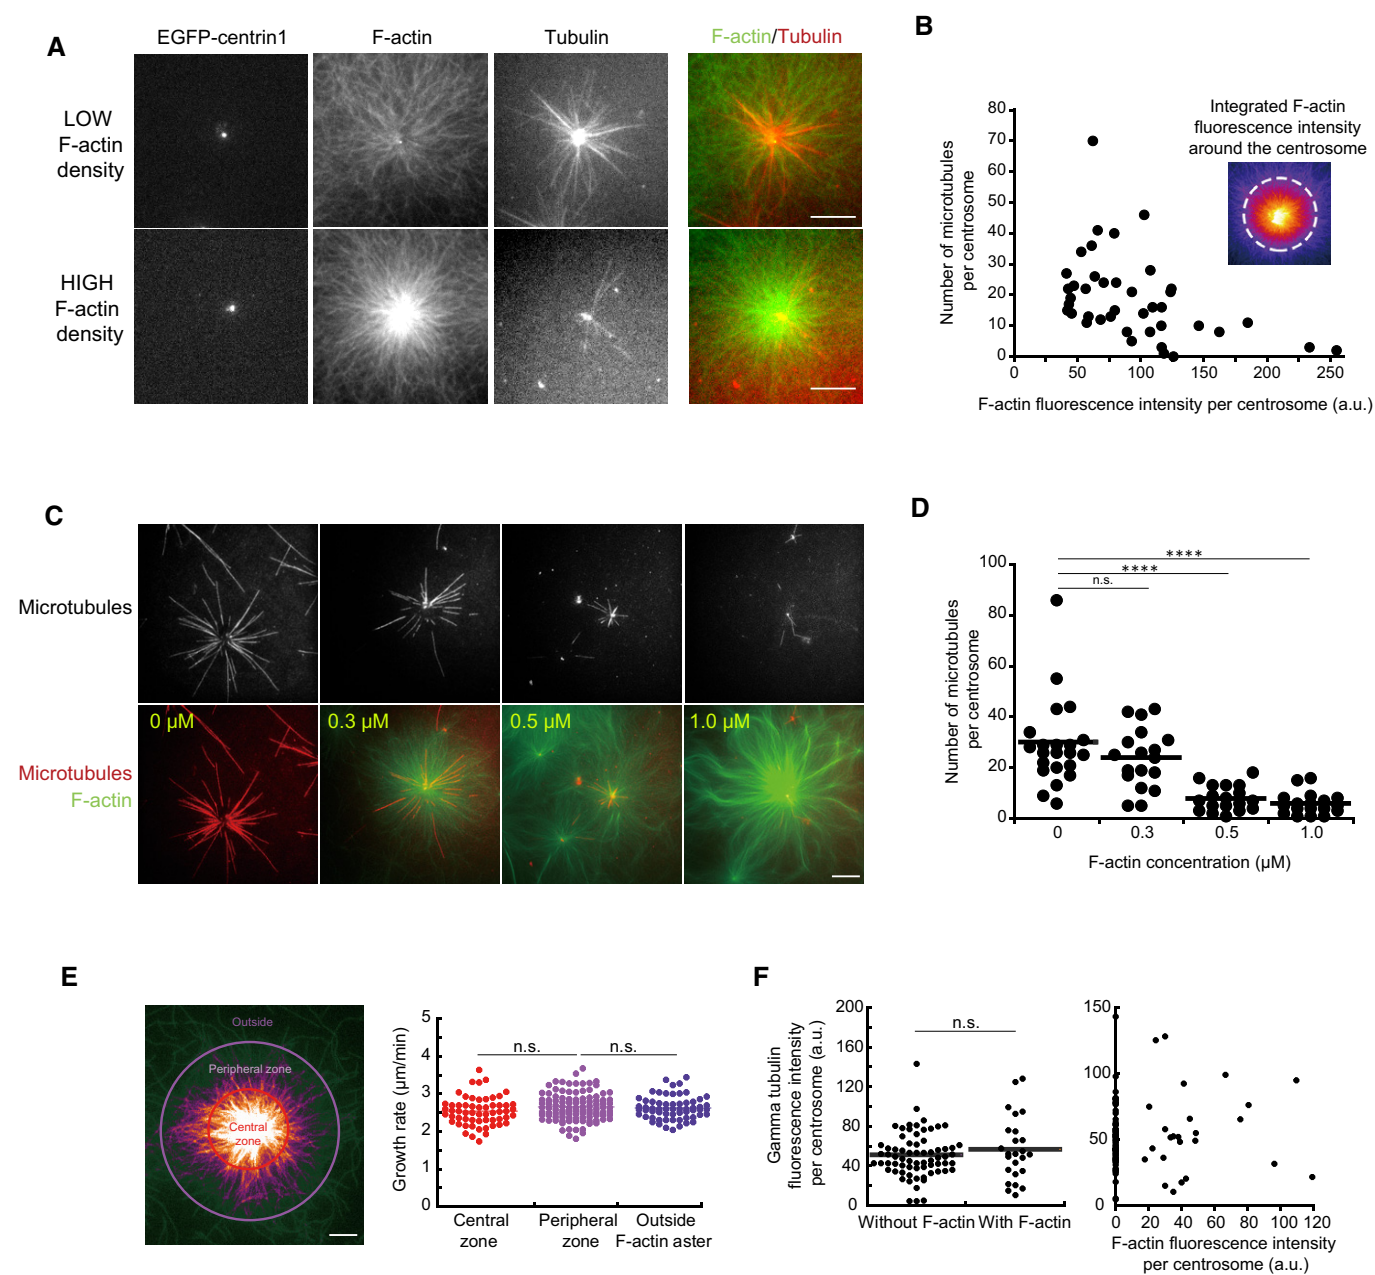 A
EGFP-centrin1
F-actin
Tubulin
F-actin/Tubulin
LOW
F-actin
density
HIGH
F-actin
density
B
Number of microtubules
per centrosome
80
70
60
50
40
30
20
10
0
0
50
100
150
200
250
F-actin fluorescence intensity per centrosome (a.u.)
Integrated F-actin
fluorescence intensity
around the centrosome
C
Microtubules
Microtubules
F-actin
0 µM
0.3 µM
0.5 µM
1.0 µM
D
Number of microtubules
per centrosome
100
80
60
40
20
0
****
****
n.s.
0
0.3
0.5
1.0
F-actin concentration (µM)
E
Outside
Peripheral zone
Central
zone
Growth rate (µm/min)
5
4
3
2
1
0
n.s.
n.s.
Central
zone
Peripheral
zone
Outside
F-actin aster
F
Gamma tubulin
fluorescence intensity
per centrosome (a.u.)
200
160
120
80
40
0
n.s.
Without F-actin
With F-actin
150
100
50
0
0
20
40
60
80
100
120
F-actin fluorescence intensity
per centrosome (a.u.)